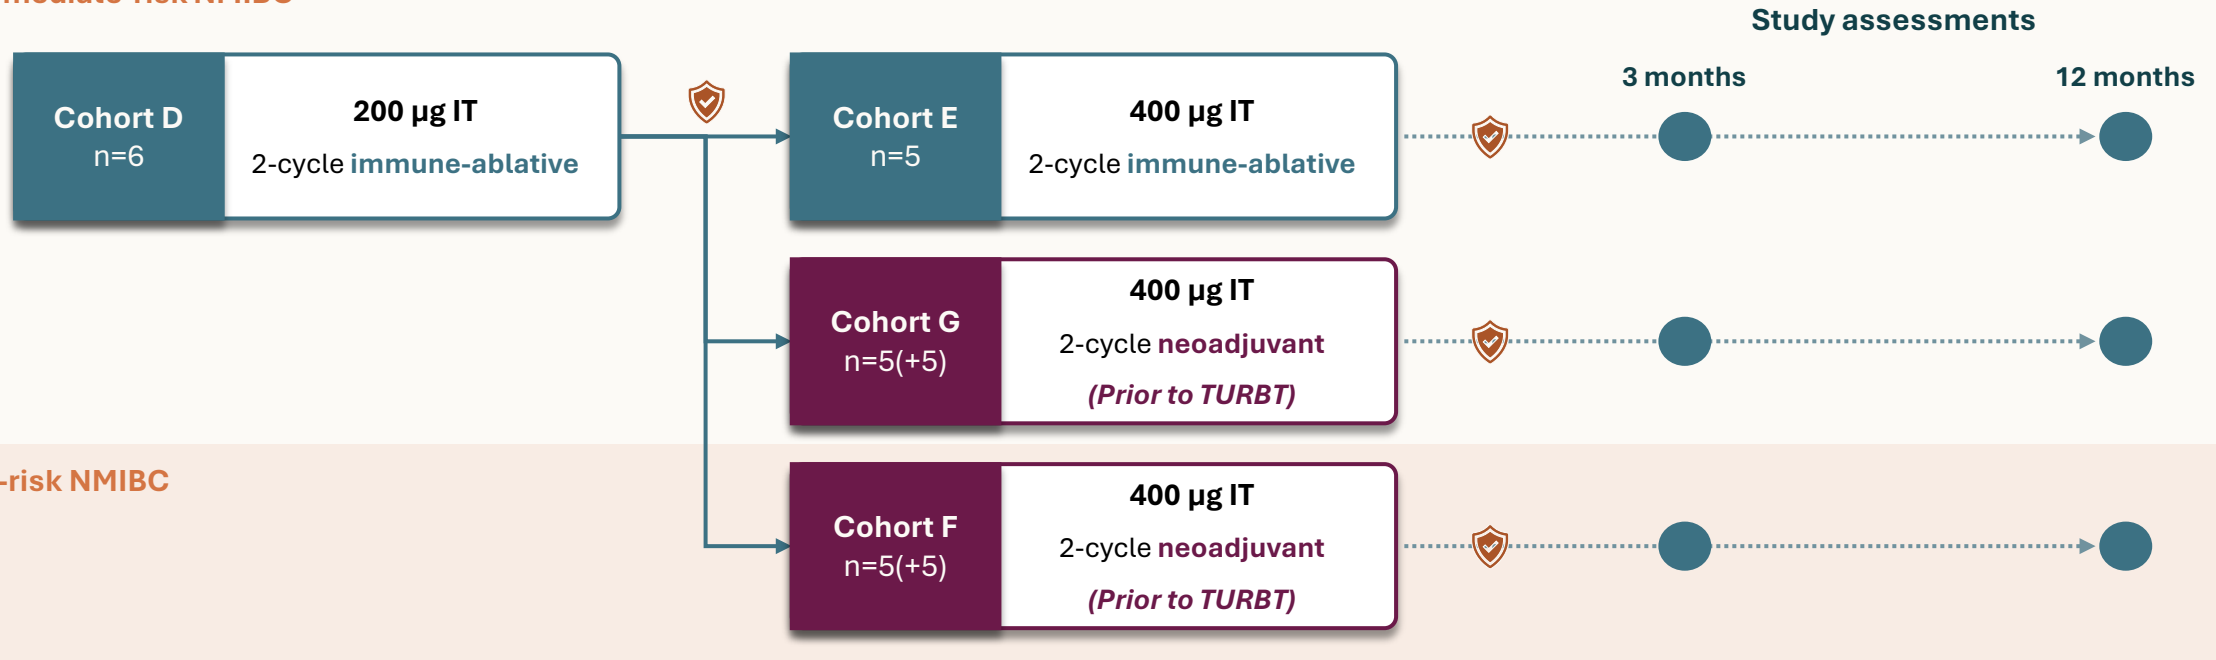 Study assessments
3 months
12 months
Cohort D
n=6
200 µg IT
2-cycle immune-ablative
Cohort E
n=5
400 µg IT
2-cycle immune-ablative
Cohort G
n=5(+5)
400 µg IT
2-cycle neoadjuvant
(Prior to TURBT)
-risk NMIBC
Cohort F
n=5(+5)
400 µg IT
2-cycle neoadjuvant
(Prior to TURBT)